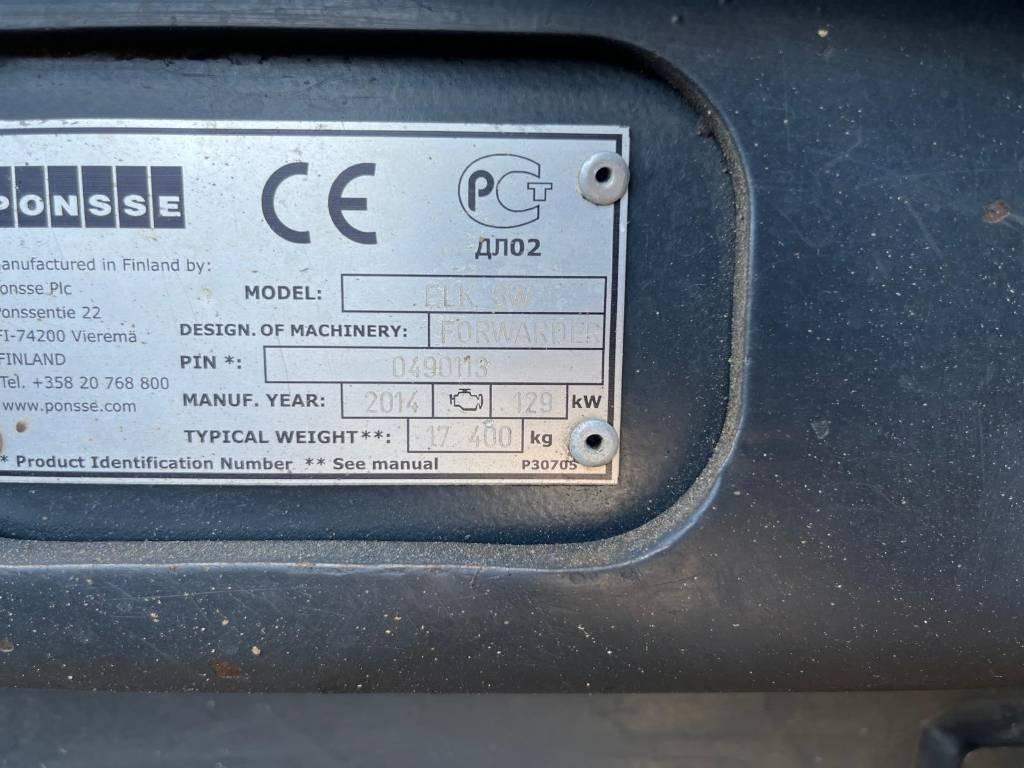 PONSSE CE PCT
ДЛ02
anufactured in Finland by:
onsse Plc
onssentie 22
FI-74200 Vieremä
FINLAND
Tel. +358 20 768 800
www.ponsse.com
MODEL: ELK 8W
DESIGN. OF MACHINERY: FORWARDER
PIN *: 0490113
MANUF. YEAR: 2014 129 kW
TYPICAL WEIGHT**: 17 400 kg
* Product Identification Number ** See manual P30705